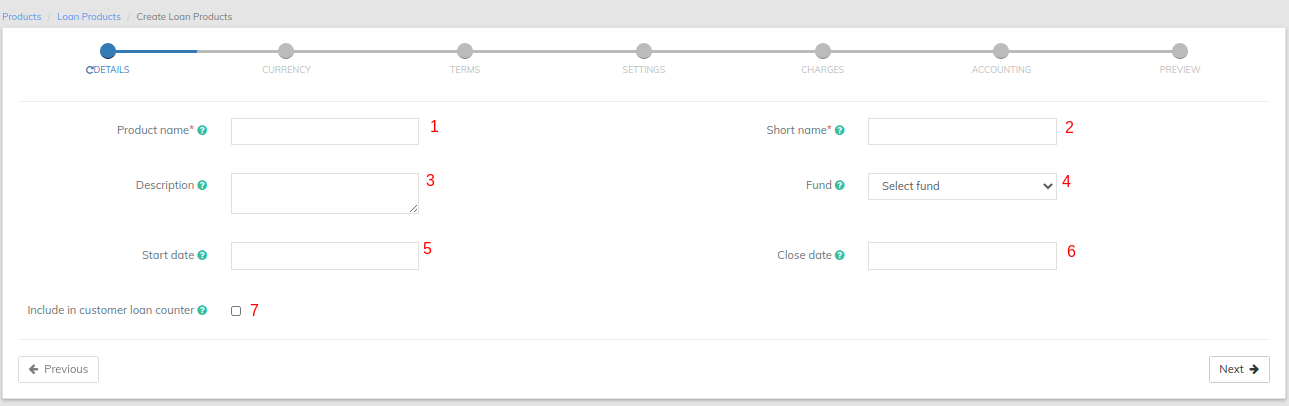 Products / Loan Products / Create Loan Products
DETAILS CURRENCY TERMS SETTINGS CHARGES ACCOUNTING PREVIEW
Product name* ? 1 Short name* ? 2
Description ? 3 Fund ? Select fund 4
Start date ? 5 Close date ? 6
Include in customer loan counter ? 7
Previous Next